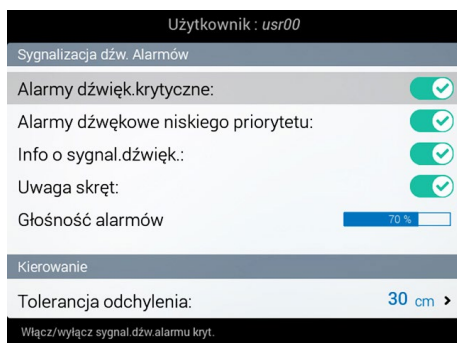 Użytkownik : usr00
Sygnalizacja dźw. Alarmów
Alarmy dźwięk.krytyczne:
Alarmy dźwękowe niskiego priorytetu:
Info o sygnal.dźwięk.:
Uwaga skręt:
Głośność alarmów 70 %
Kierowanie
Tolerancja odchylenia: 30 cm >
Włącz/wyłącz sygnal.dźw.alarmu kryt.